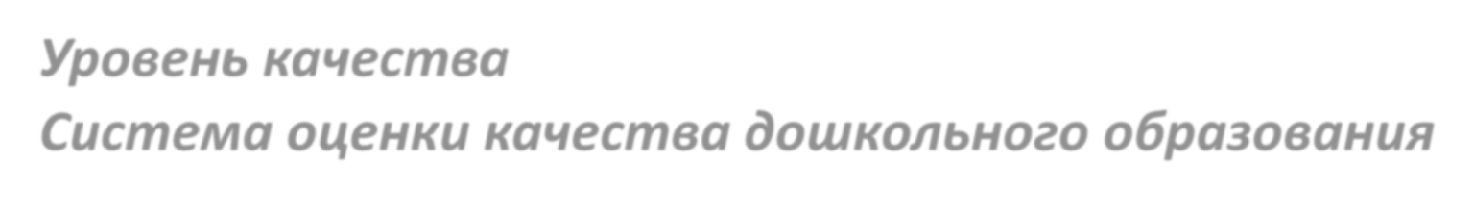 Уровень качества
Система оценки качества дошкольного образования